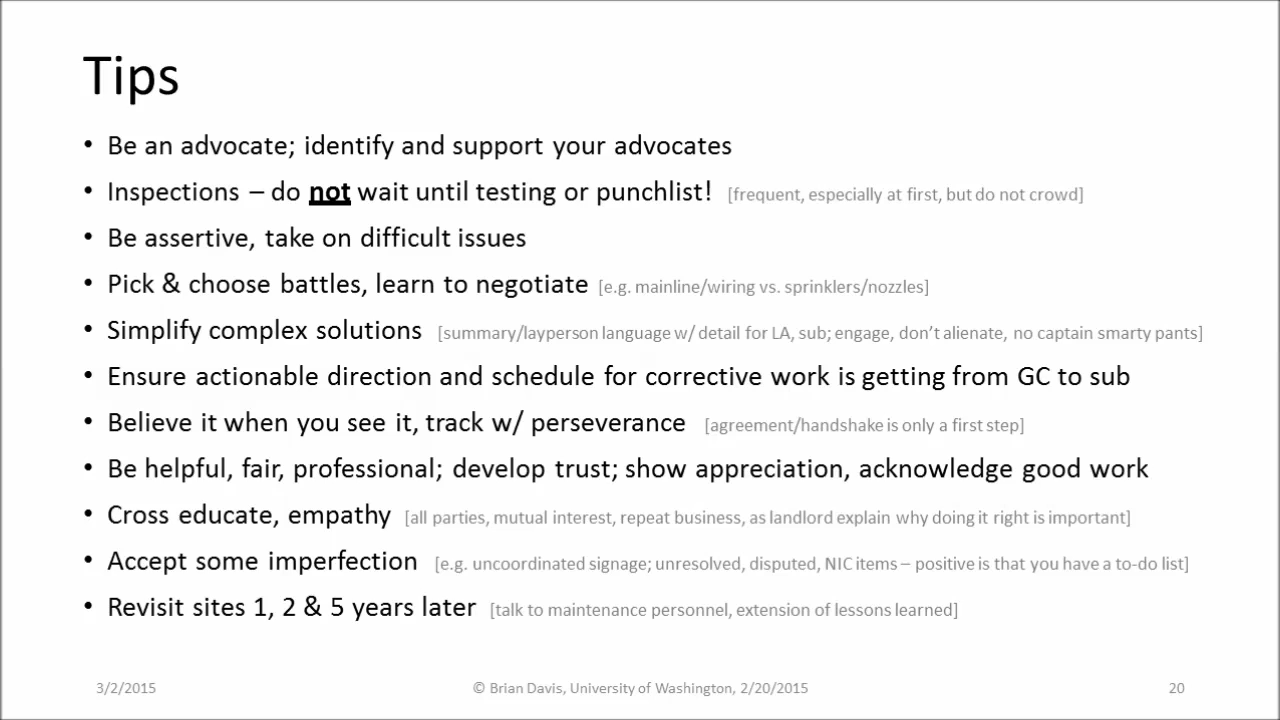 Tips
• Be an advocate; identify and support your advocates
• Inspections – do not wait until testing or punchlist! [frequent, especially at first, but do not crowd]
• Be assertive, take on difficult issues
• Pick & choose battles, learn to negotiate [e.g. mainline/wiring vs. sprinklers/nozzles]
• Simplify complex solutions [summary/layperson language w/ detail for LA, sub; engage, don’t alienate, no captain smarty pants]
• Ensure actionable direction and schedule for corrective work is getting from GC to sub
• Believe it when you see it, track w/ perseverance [agreement/handshake is only a first step]
• Be helpful, fair, professional; develop trust; show appreciation, acknowledge good work
• Cross educate, empathy [all parties, mutual interest, repeat business, as landlord explain why doing it right is important]
• Accept some imperfection [e.g. uncoordinated signage; unresolved, disputed, NIC items – positive is that you have a to-do list]
• Revisit sites 1, 2 & 5 years later [talk to maintenance personnel, extension of lessons learned]
3/2/2015 © Brian Davis, University of Washington, 2/20/2015 20